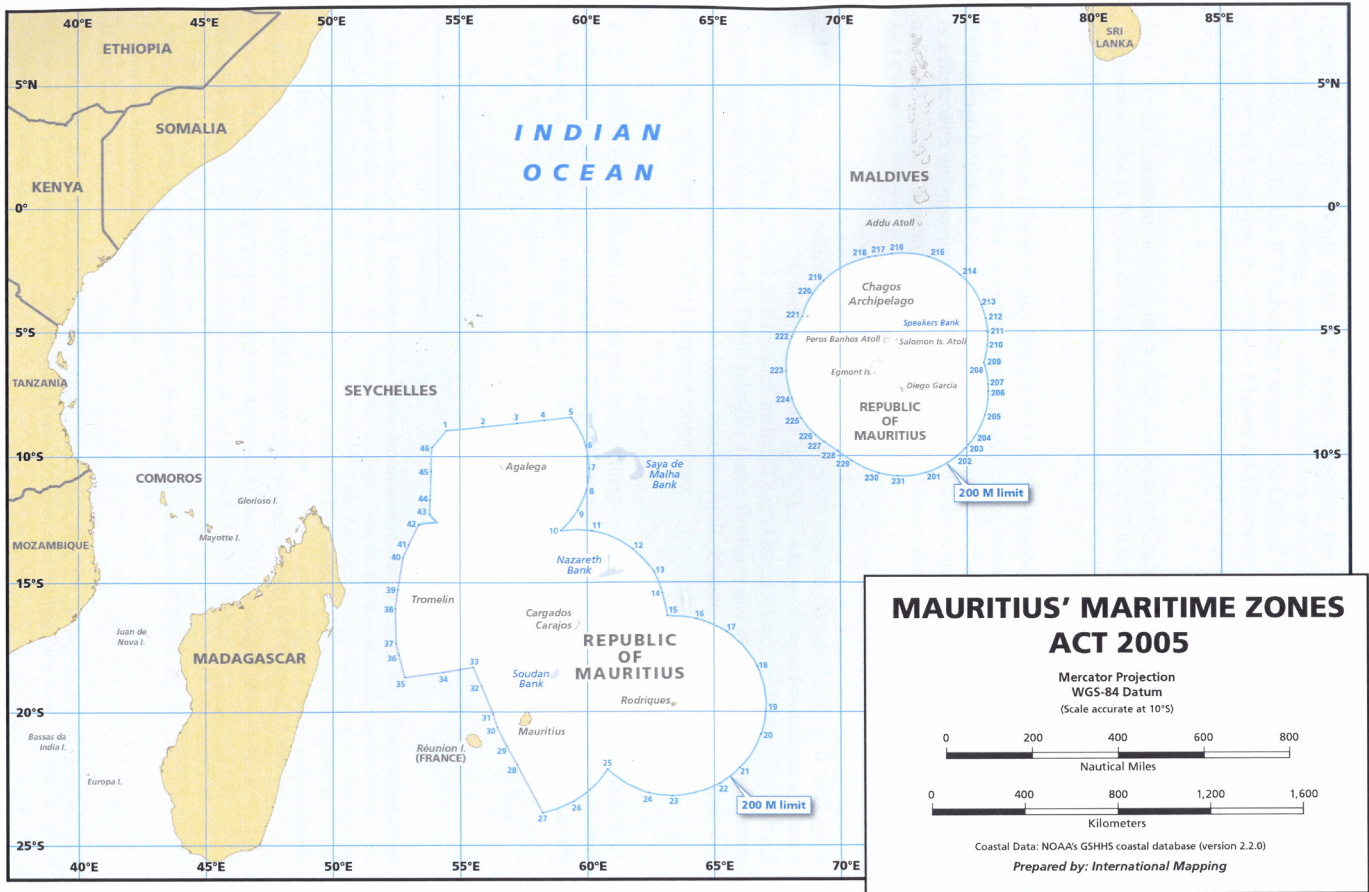 40°E
45°E
50°E
55°E
60°E
65°E
70°E
75°E
80°E
85°E
ETHIOPIA
SRI
LANKA
5°N
5°N
SOMALIA
INDIAN
OCEAN
KENYA
MALDIVES
0°
0°
Addu Atoll
218
217
216
215
214
219
220
221
222
223
224
225
226
227
228
229
230
231
201
202
203
204
205
206
207
208
209
210
211
212
213
Chagos
Archipelago
Speakers Bank
Peros Banhos Atoll
Salomon Is. Atoll
Egmont Is.
Diego Garcia
REPUBLIC
OF
MAURITIUS
200 M limit
5°S
5°S
TANZANIA
SEYCHELLES
1
2
3
4
5
6
7
8
9
10
11
12
13
14
15
16
17
18
19
20
21
22
23
24
25
26
27
28
29
30
31
32
33
34
35
36
37
38
39
40
41
42
43
44
45
46
10°S
10°S
Agalega
Saya de
Malha
Bank
COMOROS
Glorioso I.
Mayotte I.
MOZAMBIQUE
Nazareth
Bank
15°S
Tromelin
Cargados
Carajos
Juan de
Nova I.
REPUBLIC
OF
MAURITIUS
MADAGASCAR
Soudan
Bank
Rodriques
20°S
Mauritius
Bassas da
India I.
Réunion I.
(FRANCE)
Europa I.
200 M limit
25°S
40°E
45°E
50°E
55°E
60°E
65°E
70°E
MAURITIUS' MARITIME ZONES
ACT 2005
Mercator Projection
WGS-84 Datum
(Scale accurate at 10°S)
0 200 400 600 800
Nautical Miles
0 400 800 1,200 1,600
Kilometers
Coastal Data: NOAA's GSHHS coastal database (version 2.2.0)
Prepared by: International Mapping